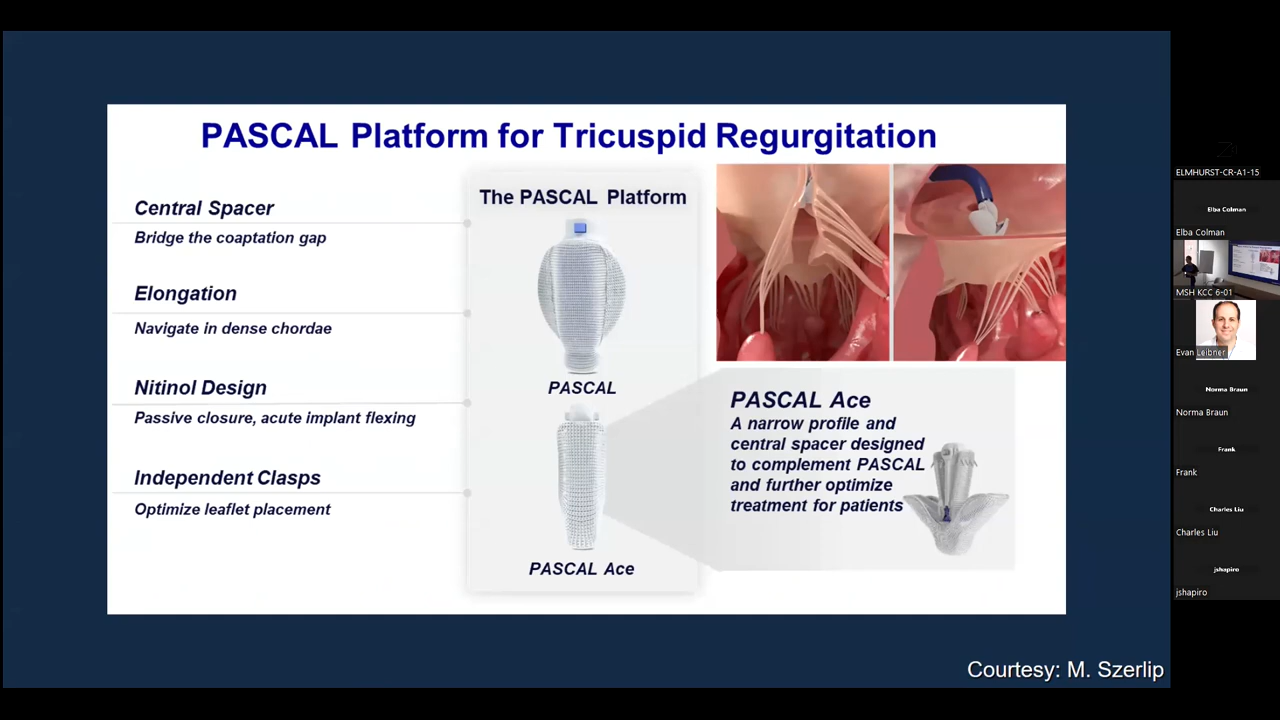 PASCAL Platform for Tricuspid Regurgitation
Central Spacer
Bridge the coaptation gap
Elongation
Navigate in dense chordae
Nitinol Design
Passive closure, acute implant flexing
Independent Clasps
Optimize leaflet placement
The PASCAL Platform
PASCAL
PASCAL Ace
PASCAL Ace
A narrow profile and
central spacer designed
to complement PASCAL
and further optimize
treatment for patients
Courtesy: M. Szerlip
ELMHURST-CR-A1-15
Elba Colman
Elba Colman
MSH KCC 6-01
Evan Leibner
Norma Braun
Norma Braun
Frank
Frank
Charles Liu
Charles Liu
jshapiro
jshapiro